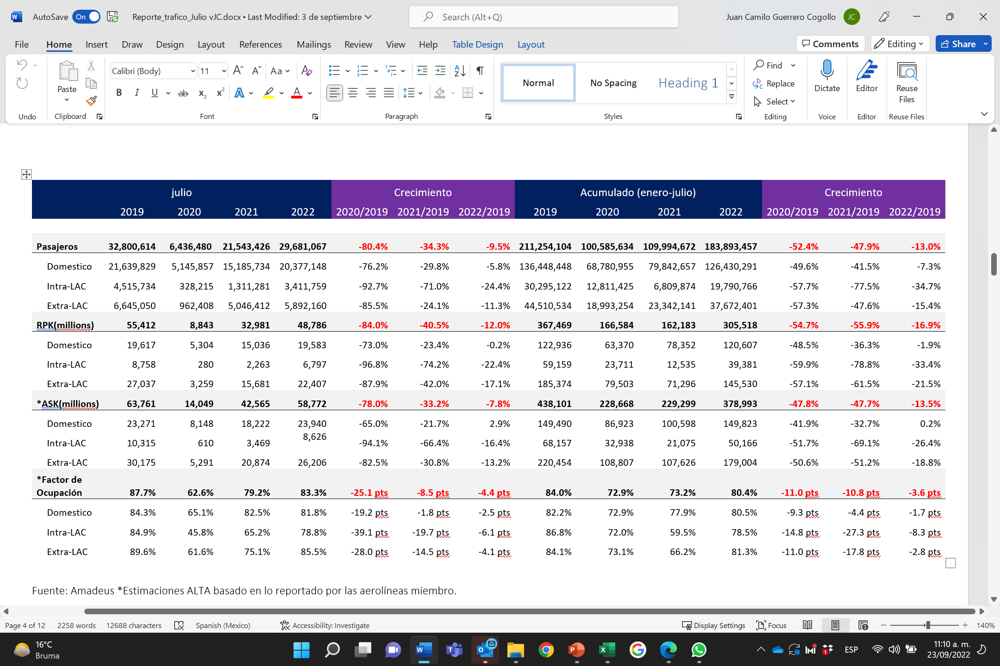 AutoSave On Reporte_trafico_Julio vJC.docx • Last Modified: 3 de septiembre Search (Alt+Q) Juan Camilo Guerrero Cogollo JC
File Home Insert Draw Design Layout References Mailings Review View Help Table Design Layout Comments Editing Share
Calibri (Body) 11 Find
Paste Normal No Spacing Heading 1 Replace Dictate Editor Reuse Files
Select
Undo Clipboard Font Paragraph Styles Editing Voice Editor Reuse Files
julio Crecimiento Acumulado (enero-julio) Crecimiento
2019 2020 2021 2022 2020/2019 2021/2019 2022/2019 2019 2020 2021 2022 2020/2019 2021/2019 2022/2019
Pasajeros 32,800,614 6,436,480 21,543,426 29,681,067 -80.4% -34.3% -9.5% 211,254,104 100,585,634 109,994,672 183,893,457 -52.4% -47.9% -13.0%
Domestico 21,639,829 5,145,857 15,185,734 20,377,148 -76.2% -29.8% -5.8% 136,448,448 68,780,955 79,842,657 126,430,291 -49.6% -41.5% -7.3%
Intra-LAC 4,515,734 328,215 1,311,281 3,411,759 -92.7% -71.0% -24.4% 30,295,122 12,811,425 6,809,874 19,790,766 -57.7% -77.5% -34.7%
Extra-LAC 6,645,050 962,408 5,046,412 5,892,160 -85.5% -24.1% -11.3% 44,510,534 18,993,254 23,342,141 37,672,401 -57.3% -47.6% -15.4%
RPK(millions) 55,412 8,843 32,981 48,786 -84.0% -40.5% -12.0% 367,469 166,584 162,183 305,518 -54.7% -55.9% -16.9%
Domestico 19,617 5,304 15,036 19,583 -73.0% -23.4% -0.2% 122,936 63,370 78,352 120,607 -48.5% -36.3% -1.9%
Intra-LAC 8,758 280 2,263 6,797 -96.8% -74.2% -22.4% 59,159 23,711 12,535 39,381 -59.9% -78.8% -33.4%
Extra-LAC 27,037 3,259 15,681 22,407 -87.9% -42.0% -17.1% 185,374 79,503 71,296 145,530 -57.1% -61.5% -21.5%
*ASK(millions) 63,761 14,049 42,565 58,772 -78.0% -33.2% -7.8% 438,101 228,668 229,299 378,993 -47.8% -47.7% -13.5%
Domestico 23,271 8,148 18,222 23,940 -65.0% -21.7% 2.9% 149,490 86,923 100,598 149,823 -41.9% -32.7% 0.2%
Intra-LAC 10,315 610 3,469 8,626 -94.1% -66.4% -16.4% 68,157 32,938 21,075 50,166 -51.7% -69.1% -26.4%
Extra-LAC 30,175 5,291 20,874 26,206 -82.5% -30.8% -13.2% 220,454 108,807 107,626 179,004 -50.6% -51.2% -18.8%
*Factor de
Ocupación 87.7% 62.6% 79.2% 83.3% -25.1 pts -8.5 pts -4.4 pts 84.0% 72.9% 73.2% 80.4% -11.0 pts -10.8 pts -3.6 pts
Domestico 84.3% 65.1% 82.5% 81.8% -19.2 pts -1.8 pts -2.5 pts 82.2% 72.9% 77.9% 80.5% -9.3 pts -4.4 pts -1.7 pts
Intra-LAC 84.9% 45.8% 65.2% 78.8% -39.1 pts -19.7 pts -6.1 pts 86.8% 72.0% 59.5% 78.5% -14.8 pts -27.3 pts -8.3 pts
Extra-LAC 89.6% 61.6% 75.1% 85.5% -28.0 pts -14.5 pts -4.1 pts 84.1% 73.1% 66.2% 81.3% -11.0 pts -17.8 pts -2.8 pts
Fuente: Amadeus *Estimaciones ALTA basado en lo reportado por las aerolíneas miembro.
Page 4 of 12 2258 words 12688 characters Spanish (Mexico) Accessibility: Investigate Display Settings Focus 140%
16°C
Bruma
ESP
11:10 a. m.
23/09/2022